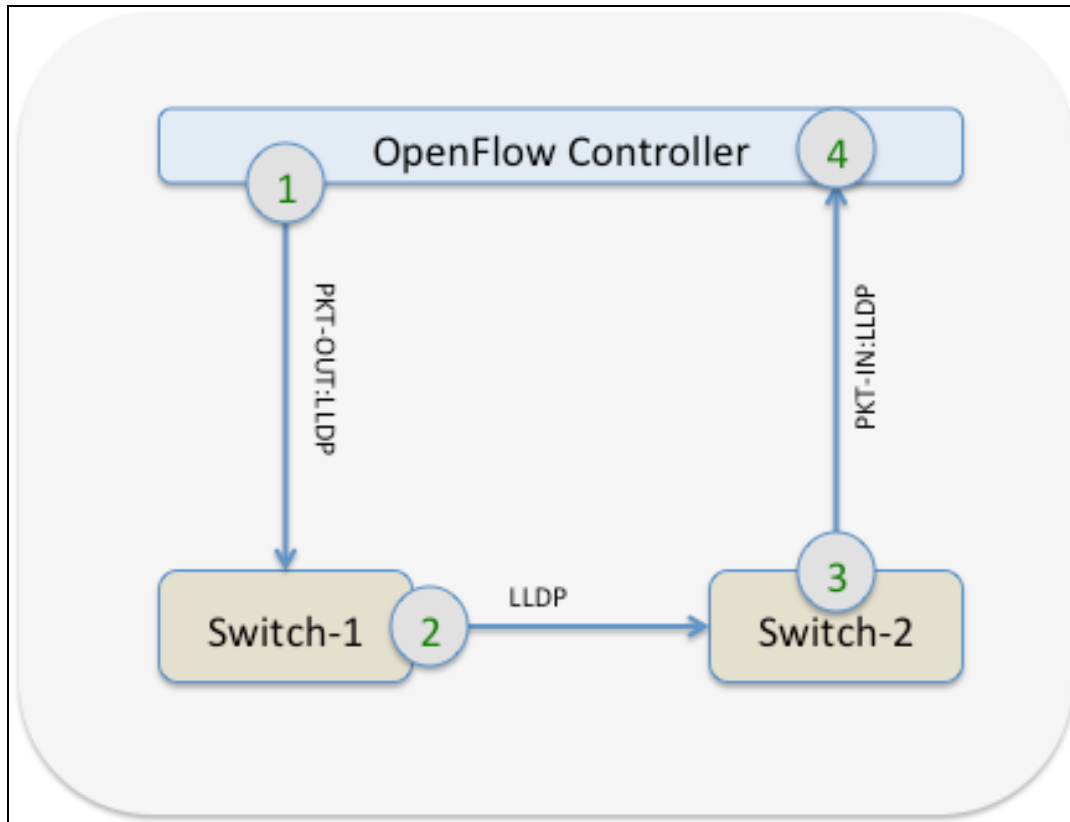 OpenFlow Controller
1
4
PKT-OUT:LLDP
PKT-IN:LLDP
Switch-1
2
LLDP
3
Switch-2